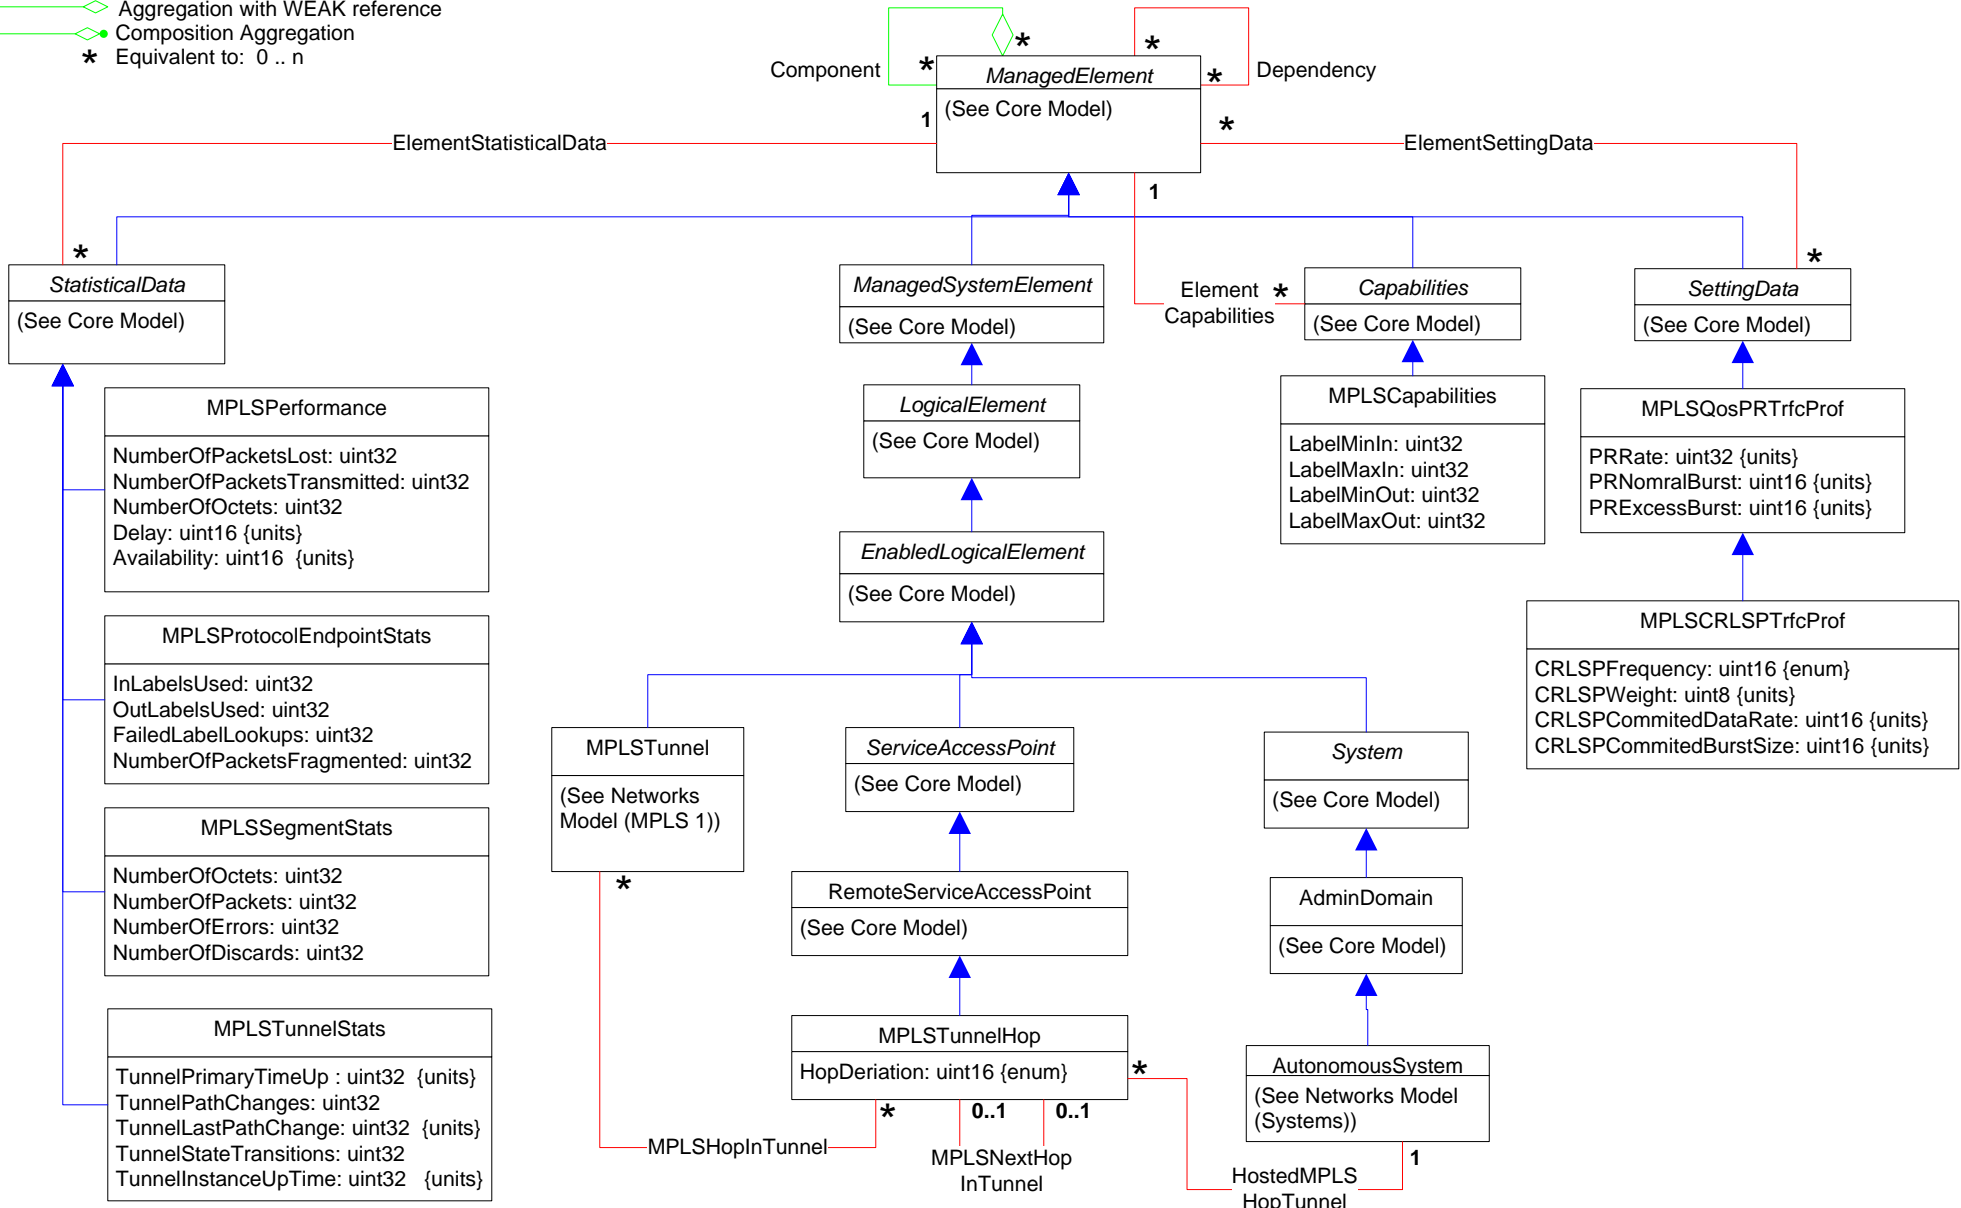 Aggregation with WEAK reference
Composition Aggregation
* Equivalent to: 0 .. n
Component
*
*
*
*
Dependency
ManagedElement
(See Core Model)
1
*
ElementStatisticalData
ElementSettingData
1
*
*
StatisticalData
(See Core Model)
ManagedSystemElement
(See Core Model)
Element
Capabilities
*
Capabilities
(See Core Model)
SettingData
(See Core Model)
MPLSPerformance
NumberOfPacketsLost: uint32
NumberOfPacketsTransmitted: uint32
NumberOfOctets: uint32
Delay: uint16 {units}
Availability: uint16 {units}
LogicalElement
(See Core Model)
MPLSCapabilities
LabelMinIn: uint32
LabelMaxIn: uint32
LabelMinOut: uint32
LabelMaxOut: uint32
MPLSQosPRTrfcProf
PRRate: uint32 {units}
PRNomralBurst: uint16 {units}
PRExcessBurst: uint16 {units}
EnabledLogicalElement
(See Core Model)
MPLSProtocolEndpointStats
InLabelsUsed: uint32
OutLabelsUsed: uint32
FailedLabelLookups: uint32
NumberOfPacketsFragmented: uint32
MPLSCRLSPTrfcProf
CRLSPFrequency: uint16 {enum}
CRLSPWeight: uint8 {units}
CRLSPCommitedDataRate: uint16 {units}
CRLSPCommitedBurstSize: uint16 {units}
MPLSTunnel
(See Networks
Model (MPLS 1))
*
ServiceAccessPoint
(See Core Model)
System
(See Core Model)
MPLSSegmentStats
NumberOfOctets: uint32
NumberOfPackets: uint32
NumberOfErrors: uint32
NumberOfDiscards: uint32
RemoteServiceAccessPoint
(See Core Model)
AdminDomain
(See Core Model)
MPLSTunnelStats
TunnelPrimaryTimeUp : uint32 {units}
TunnelPathChanges: uint32
TunnelLastPathChange: uint32 {units}
TunnelStateTransitions: uint32
TunnelInstanceUpTime: uint32 {units}
MPLSTunnelHop
HopDeriation: uint16 {enum}
*
AutonomousSystem
(See Networks Model
(Systems))
*
0..1
0..1
1
MPLSHopInTunnel
MPLSNextHop
InTunnel
HostedMPLS
HopTunnel